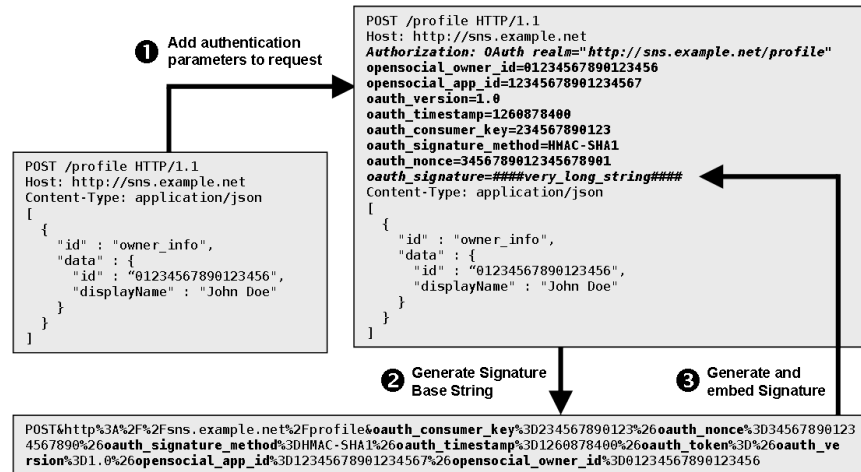 ❶ Add authentication
parameters to request
POST /profile HTTP/1.1
Host: http://sns.example.net
Content-Type: application/json
[
{
"id" : "owner_info",
"data" : {
"id" : “01234567890123456",
"displayName" : "John Doe"
}
}
]
POST /profile HTTP/1.1
Host: http://sns.example.net
Authorization: OAuth realm="http://sns.example.net/profile"
opensocial_owner_id=01234567890123456
opensocial_app_id=12345678901234567
oauth_version=1.0
oauth_timestamp=1260878400
oauth_consumer_key=234567890123
oauth_signature_method=HMAC-SHA1
oauth_nonce=3456789012345678901
oauth_signature=####very_long_string####
Content-Type: application/json
[
{
"id" : "owner_info",
"data" : {
"id" : “01234567890123456",
"displayName" : "John Doe"
}
}
]
❷ Generate Signature
Base String
❸ Generate and
embed Signature
POST&http%3A%2F%2Fsns.example.net%2Fprofile&oauth_consumer_key%3D234567890123%26oauth_nonce%3D34567890123
4567890%26oauth_signature_method%3DHMAC-SHA1%26oauth_timestamp%3D1260878400%26oauth_token%3D%26oauth_ve
rsion%3D1.0%26opensocial_app_id%3D12345678901234567%26opensocial_owner_id%3D01234567890123456